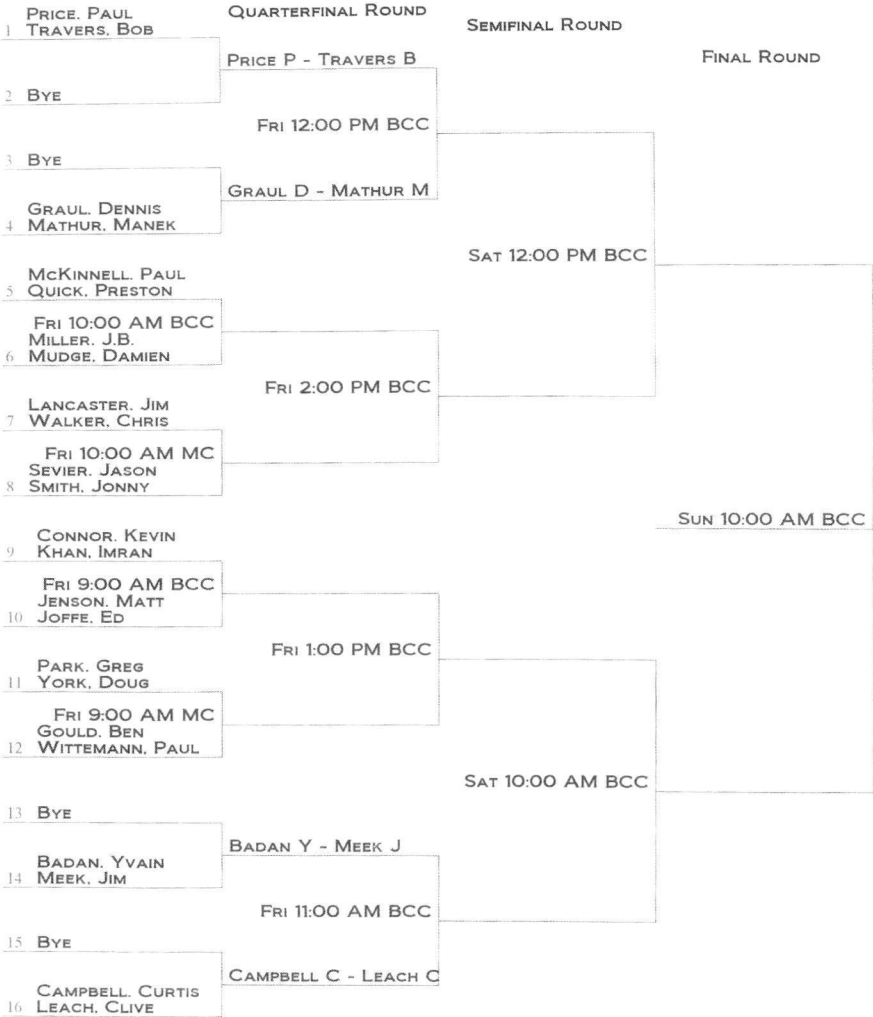 Quarterfinal Round
Semifinal Round
Final Round
Price, Paul
1 Travers, Bob
Price P - Travers B
2 Bye
Fri 12:00 PM BCC
3 Bye
Graul D - Mathur M
Graul, Dennis
4 Mathur, Manek
Sat 12:00 PM BCC
McKinnell, Paul
5 Quick, Preston
Fri 10:00 AM BCC
Miller, J.B.
6 Mudge, Damien
Fri 2:00 PM BCC
Lancaster, Jim
7 Walker, Chris
Fri 10:00 AM MC
Sevier, Jason
8 Smith, Jonny
Sun 10:00 AM BCC
Connor, Kevin
9 Khan, Imran
Fri 9:00 AM BCC
Jenson, Matt
10 Joffe, Ed
Fri 1:00 PM BCC
Park, Greg
11 York, Doug
Fri 9:00 AM MC
Gould, Ben
12 Wittemann, Paul
Sat 10:00 AM BCC
13 Bye
Badan Y - Meek J
Badan, Yvain
14 Meek, Jim
Fri 11:00 AM BCC
15 Bye
Campbell C - Leach C
Campbell, Curtis
16 Leach, Clive